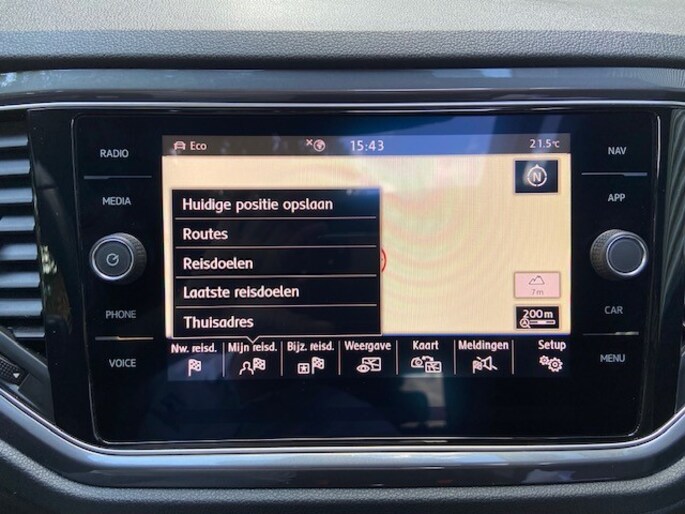 RADIO
MEDIA
PHONE
VOICE
Eco
15:43
21.5°C
N
Huidige positie opslaan
Routes
Reisdoelen
Laatste reisdoelen
Thuisadres
7m
200 m
Nw. reisd. Mijn reisd. Bijz. reisd. Weergave Kaart Meldingen Setup
NAV
APP
CAR
MENU